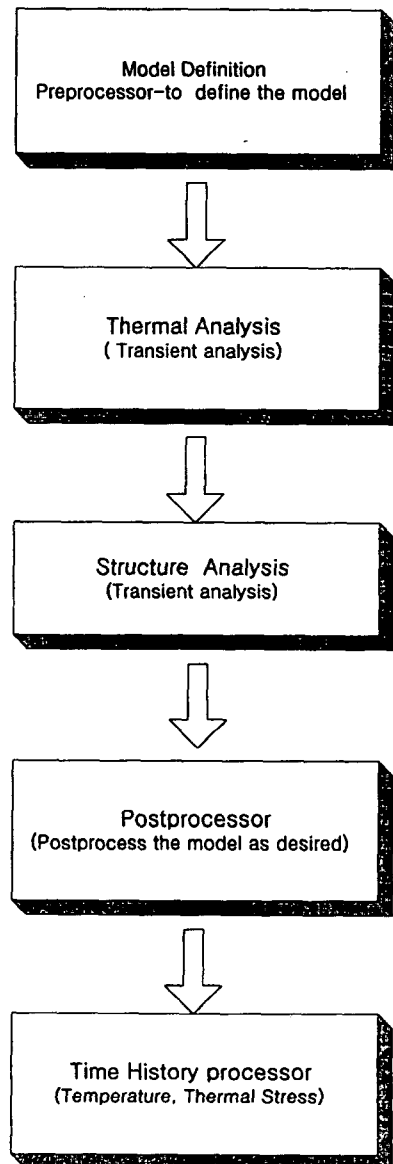 Model Definition
Preprocessor-to define the model
Thermal Analysis
( Transient analysis)
Structure Analysis
(Transient analysis)
Postprocessor
(Postprocess the model as desired)
Time History processor
(Temperature, Thermal Stress)